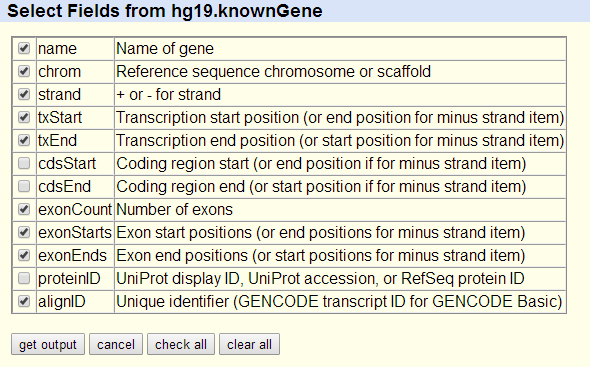 Select Fields from hg19.knownGene
name Name of gene
chrom Reference sequence chromosome or scaffold
strand + or - for strand
txStart Transcription start position (or end position for minus strand item)
txEnd Transcription end position (or start position for minus strand item)
cdsStart Coding region start (or end position if for minus strand item)
cdsEnd Coding region end (or start position if for minus strand item)
exonCount Number of exons
exonStarts Exon start positions (or end positions for minus strand item)
exonEnds Exon end positions (or start positions for minus strand item)
proteinID UniProt display ID, UniProt accession, or RefSeq protein ID
alignID Unique identifier (GENCODE transcript ID for GENCODE Basic)
get output cancel check all clear all